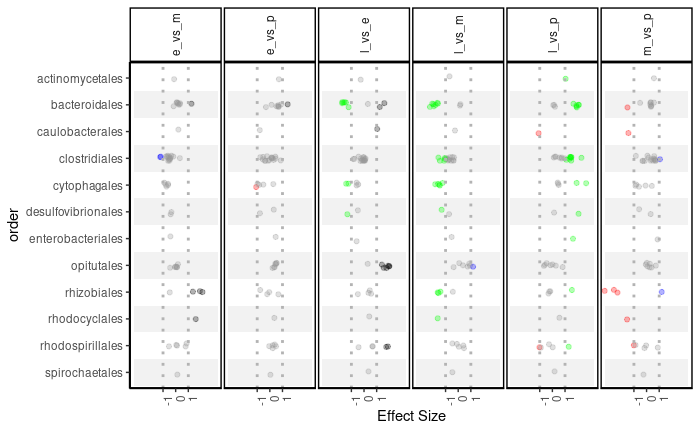 e_vs_m
e_vs_p
l_vs_e
l_vs_m
l_vs_p
m_vs_p
order
actinomycetales
bacteroidales
caulobacterales
clostridiales
cytophagales
desulfovibrionales
enterobacteriales
opitutales
rhizobiales
rhodocyclales
rhodospirillales
spirochaetales
-1 0 1 -1 0 1 -1 0 1 -1 0 1 -1 0 1 -1 0 1
Effect Size